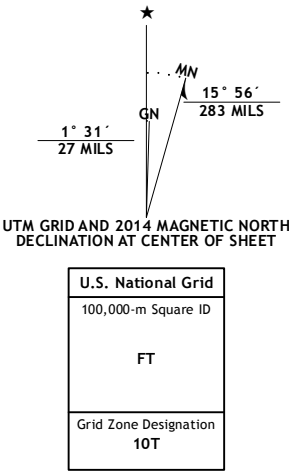 ★
MN
15° 56´
283 MILS
GN
1° 31´
27 MILS
UTM GRID AND 2014 MAGNETIC NORTH
DECLINATION AT CENTER OF SHEET
U.S. National Grid
100,000-m Square ID
FT
Grid Zone Designation
10T